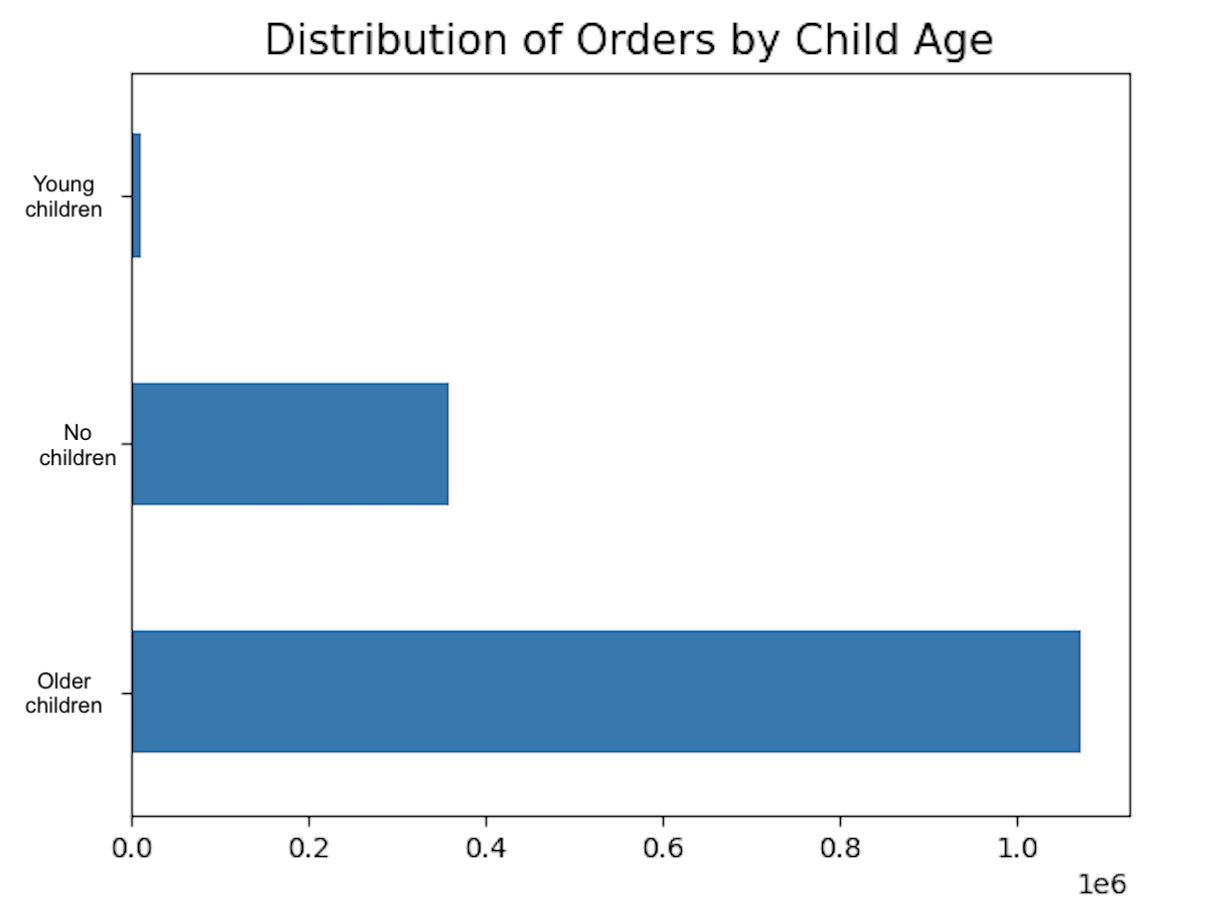 Distribution of Orders by Child Age
Young
children
No
children
Older
children
0.0 0.2 0.4 0.6 0.8 1.0
1e6